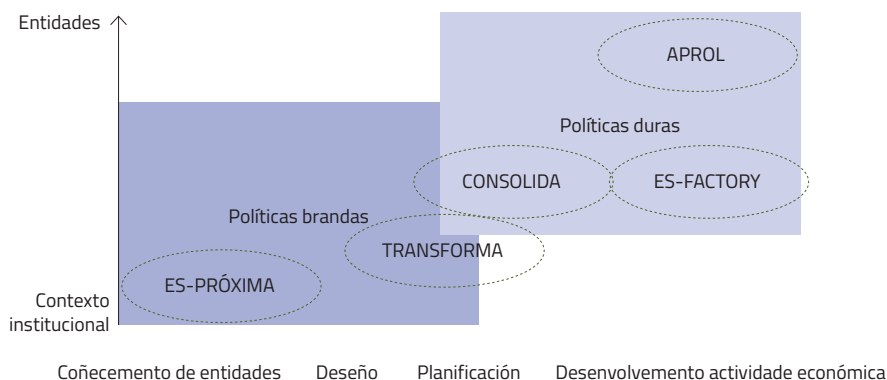 Entidades
APROL
Políticas duras
CONSOLIDA
ES-FACTORY
Políticas brandas
TRANSFORMA
ES-PRÓXIMA
Contexto
institucional
Coñecemento de entidades
Deseño
Planificación
Desenvolvemento actividade económica